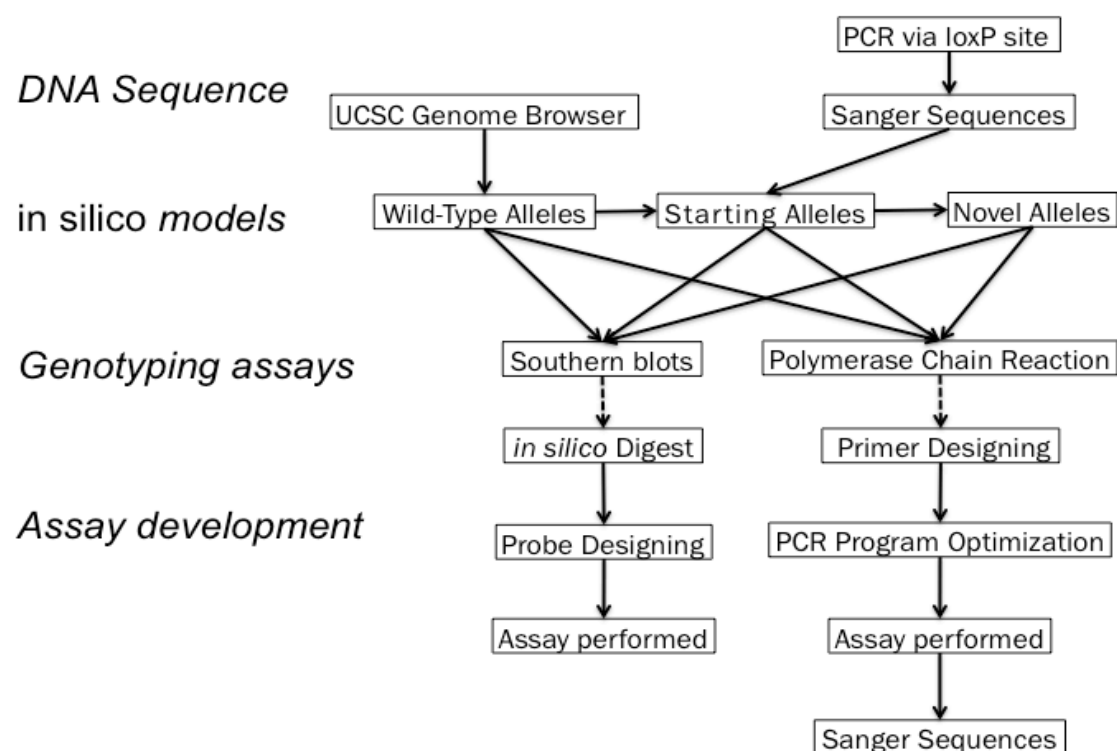 PCR via loxP site
DNA Sequence
UCSC Genome Browser
Sanger Sequences
in silico models
Wild-Type Alleles
Starting Alleles
Novel Alleles
Genotyping assays
Southern blots
Polymerase Chain Reaction
in silico Digest
Primer Designing
Assay development
Probe Designing
PCR Program Optimization
Assay performed
Assay performed
Sanger Sequences